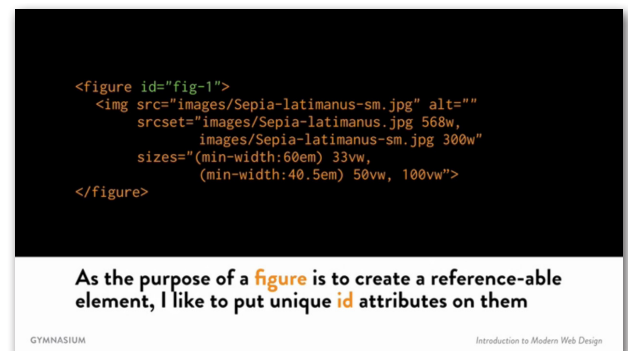 <figure id="fig-1">
<img src="images/Sepia-latimanus-sm.jpg" alt=""
srcset="images/Sepia-latimanus.jpg 568w,
images/Sepia-latimanus-sm.jpg 300w"
sizes="(min-width:60em) 33vw,
(min-width:40.5em) 50vw, 100vw”>
</figure>
As the purpose of a figure is to create a reference-able
element, I like to put unique id attributes on them
GYMNASIUM
Introduction to Modern Web Design